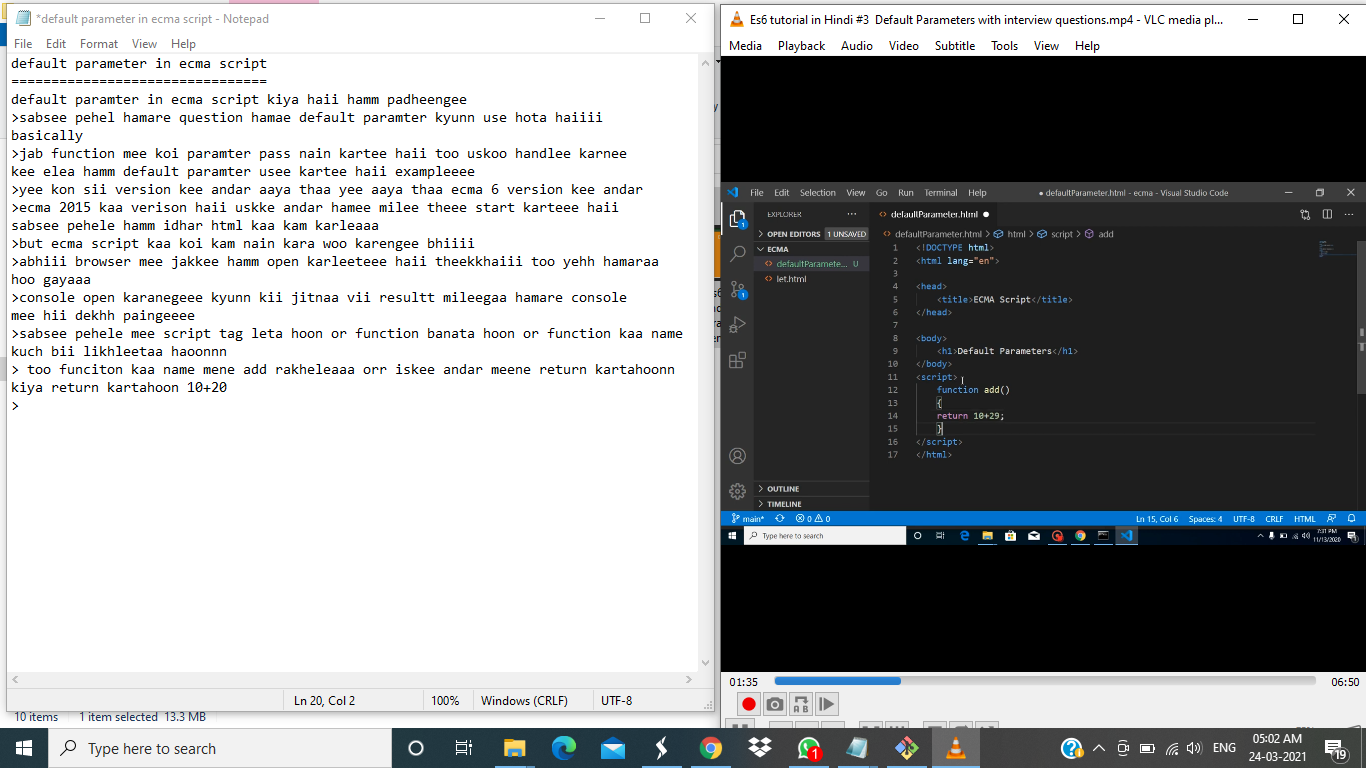 *default parameter in ecma script - Notepad
File Edit Format View Help
default parameter in ecma script
================================
default paramter in ecma script kiya haii hamm padheengee
>sabsee pehel hamare question hamae default paramter kyunn use hota haiiii
basically
>jab function mee koi paramter pass nain kartee haii too uskoo handlee karnee
kee elea hamm default paramter usee kartee haii exampleeee
>yee kon sii version kee andar aaya thaa yee aaya thaa ecma 6 version kee andar
>ecma 2015 kaa verison haii uskke andar hamee milee theee start karteee haii
sabsee pehele hamm idhar html kaa kam karleaaa
>but ecma script kaa koi kam nain kara woo karengee bhiiii
>abhiii browser mee jakkee hamm open karleeteee haii theekkhaiii too yehh hamaraa
hoo gayaaa
>console open karanegeee kyunn kii jitnaa vii resultt mileegaa hamare console
mee hii dekhh paingeeee
>sabsee pehele mee script tag leta hoon or function banata hoon or function kaa name
kuch bii likhleetaa haoonnn
> too funciton kaa name mene add rakheleaaa orr iskee andar meene return kartahoonn
kiya return kartahoon 10+20
>
Ln 20, Col 2 100% Windows (CRLF) UTF-8
10 items 1 item selected 13.3 MB
Es6 tutorial in Hindi #3 Default Parameters with interview questions.mp4 - VLC media pl...
Media Playback Audio Video Subtitle Tools View Help
File Edit Selection View Go Run Terminal Help ● defaultParameter.html - ecma - Visual Studio Code
EXPLORER ... defaultParameter.html ●
OPEN EDITORS 1 UNSAVED
defaultParameter.html > html > script > add
ECMA
defaultParamete... U
let.html
1 <!DOCTYPE html>
2 <html lang="en">
3
4 <head>
5 <title>ECMA Script</title>
6 </head>
7
8 <body>
9 <h1>Default Parameters</h1>
10 </body>
11 <script>
12 function add()
13 {
14 return 10+29;
15 }
16 </script>
17 </html>
OUTLINE
TIMELINE
main* 0 0 Ln 15, Col 6 Spaces: 4 UTF-8 CRLF HTML
Type here to search 7:31 PM
11/13/2020
01:35 06:50
Type here to search ENG 05:02 AM
24-03-2021 19